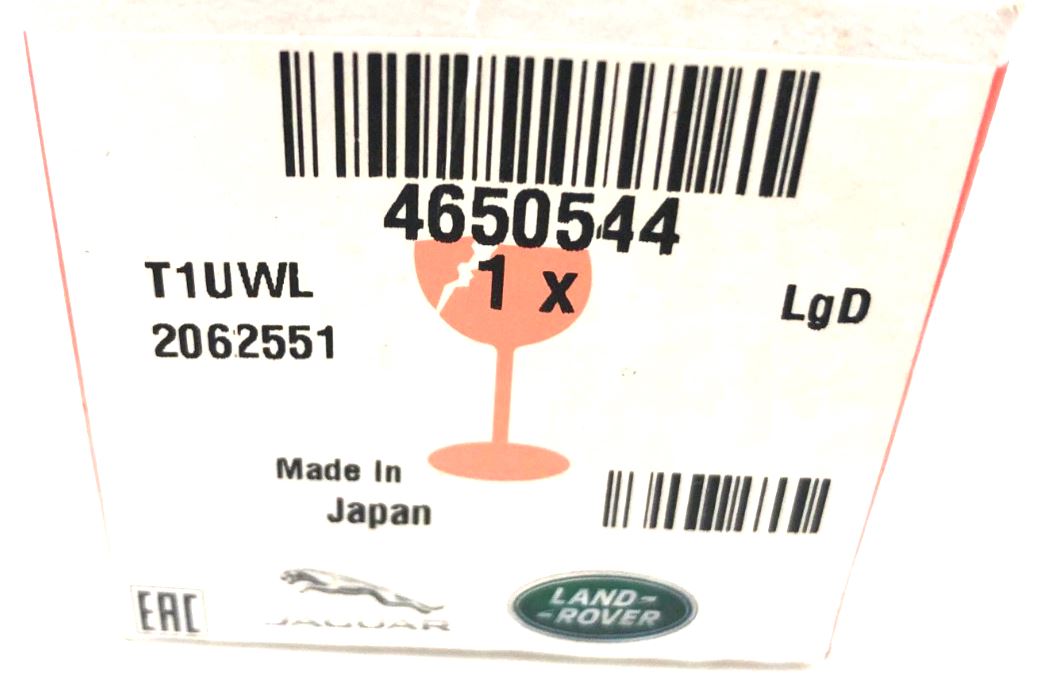 4650544
1 x
T1UWL
LgD
2062551
Made In
Japan
EAC
JAGUAR
LAND-
-ROVER